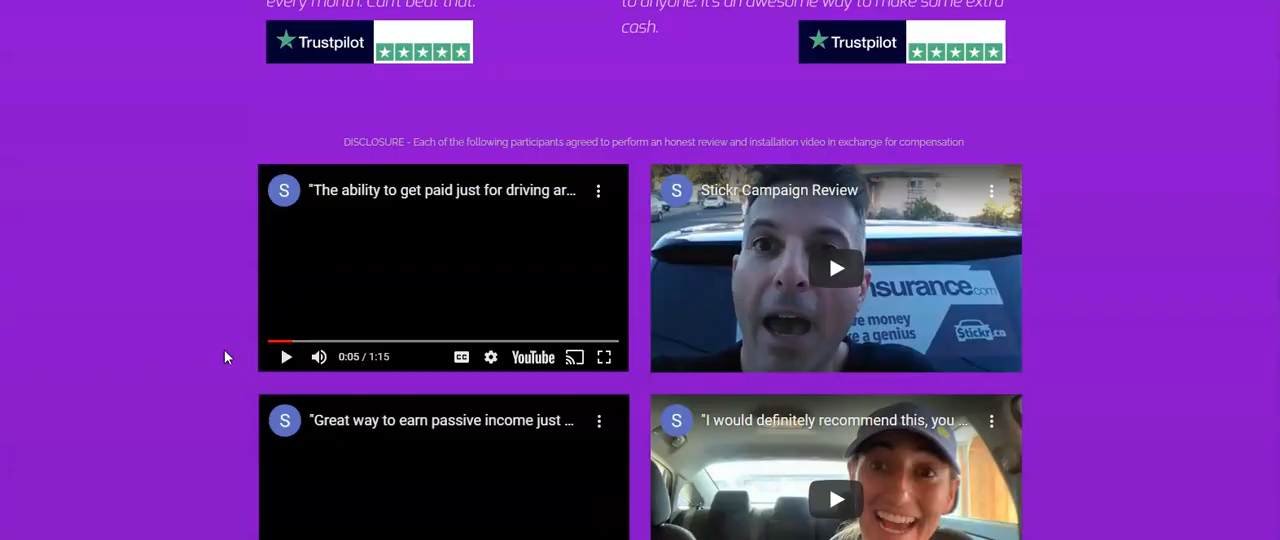 every month. Can't beat that.
to anyone. It's an awesome way to make some extra
cash.
Trustpilot
Trustpilot
DISCLOSURE - Each of the following participants agreed to perform an honest review and installation video in exchange for compensation
S
"The ability to get paid just for driving ar...
S
Stickr Campaign Review
nsurance.com
ve money
e a genius
Stickr.co
0:05 / 1:15
CC
YouTube
S
"Great way to earn passive income just ...
S
"I would definitely recommend this, you ...